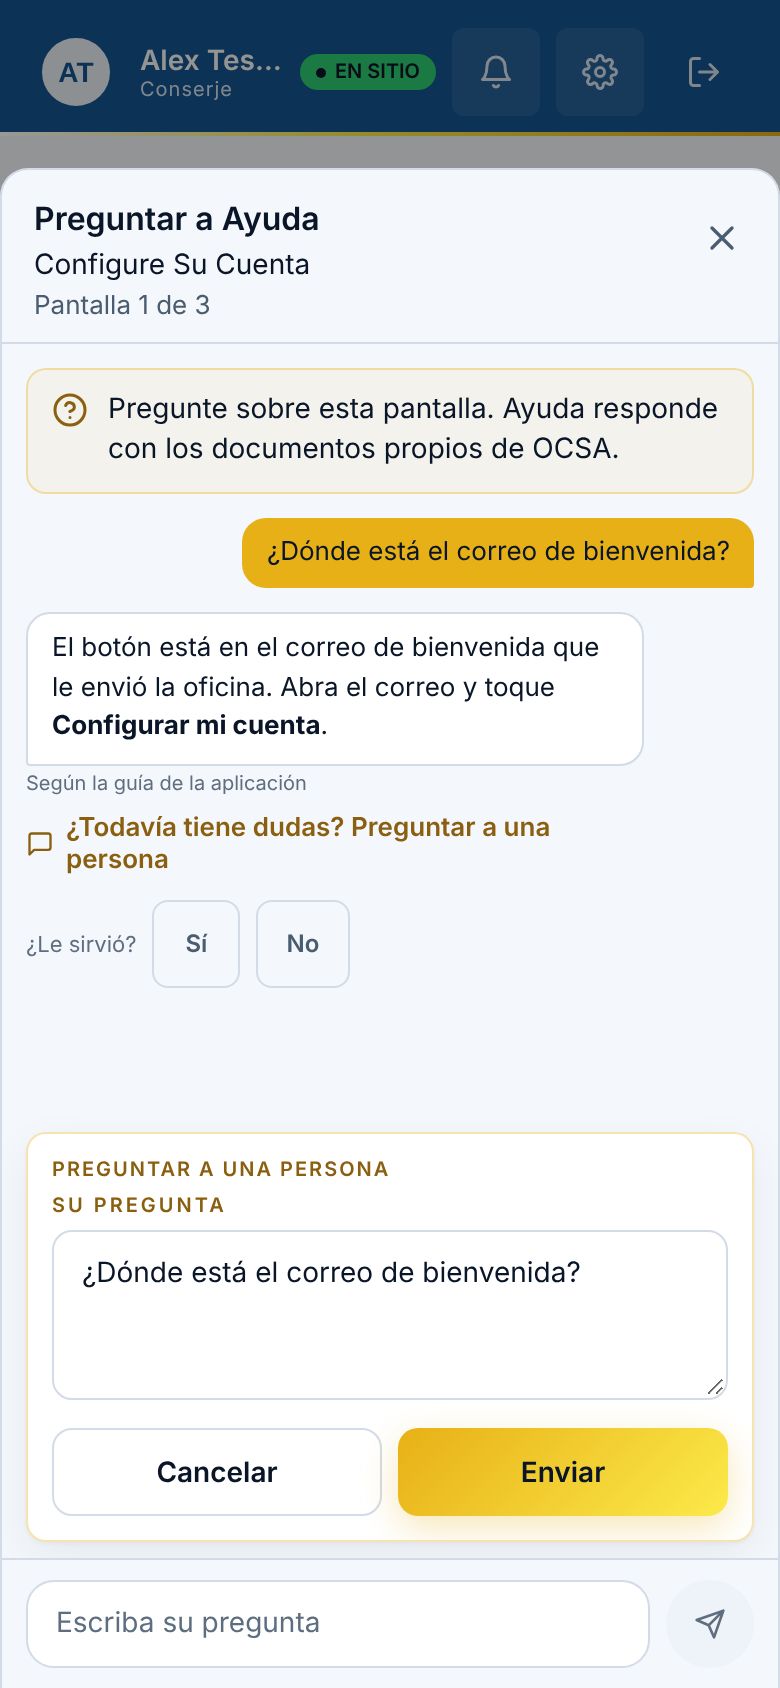 AT
Alex Tes...
Conserje
EN SITIO
Preguntar a Ayuda
Configure Su Cuenta
Pantalla 1 de 3
Pregunte sobre esta pantalla. Ayuda responde
con los documentos propios de OCSA.
¿Dónde está el correo de bienvenida?
El botón está en el correo de bienvenida que
le envió la oficina. Abra el correo y toque
Configurar mi cuenta.
Según la guía de la aplicación
¿Todavía tiene dudas? Preguntar a una
persona
¿Le sirvió?
Sí
No
PREGUNTAR A UNA PERSONA
SU PREGUNTA
¿Dónde está el correo de bienvenida?
Cancelar
Enviar
Escriba su pregunta